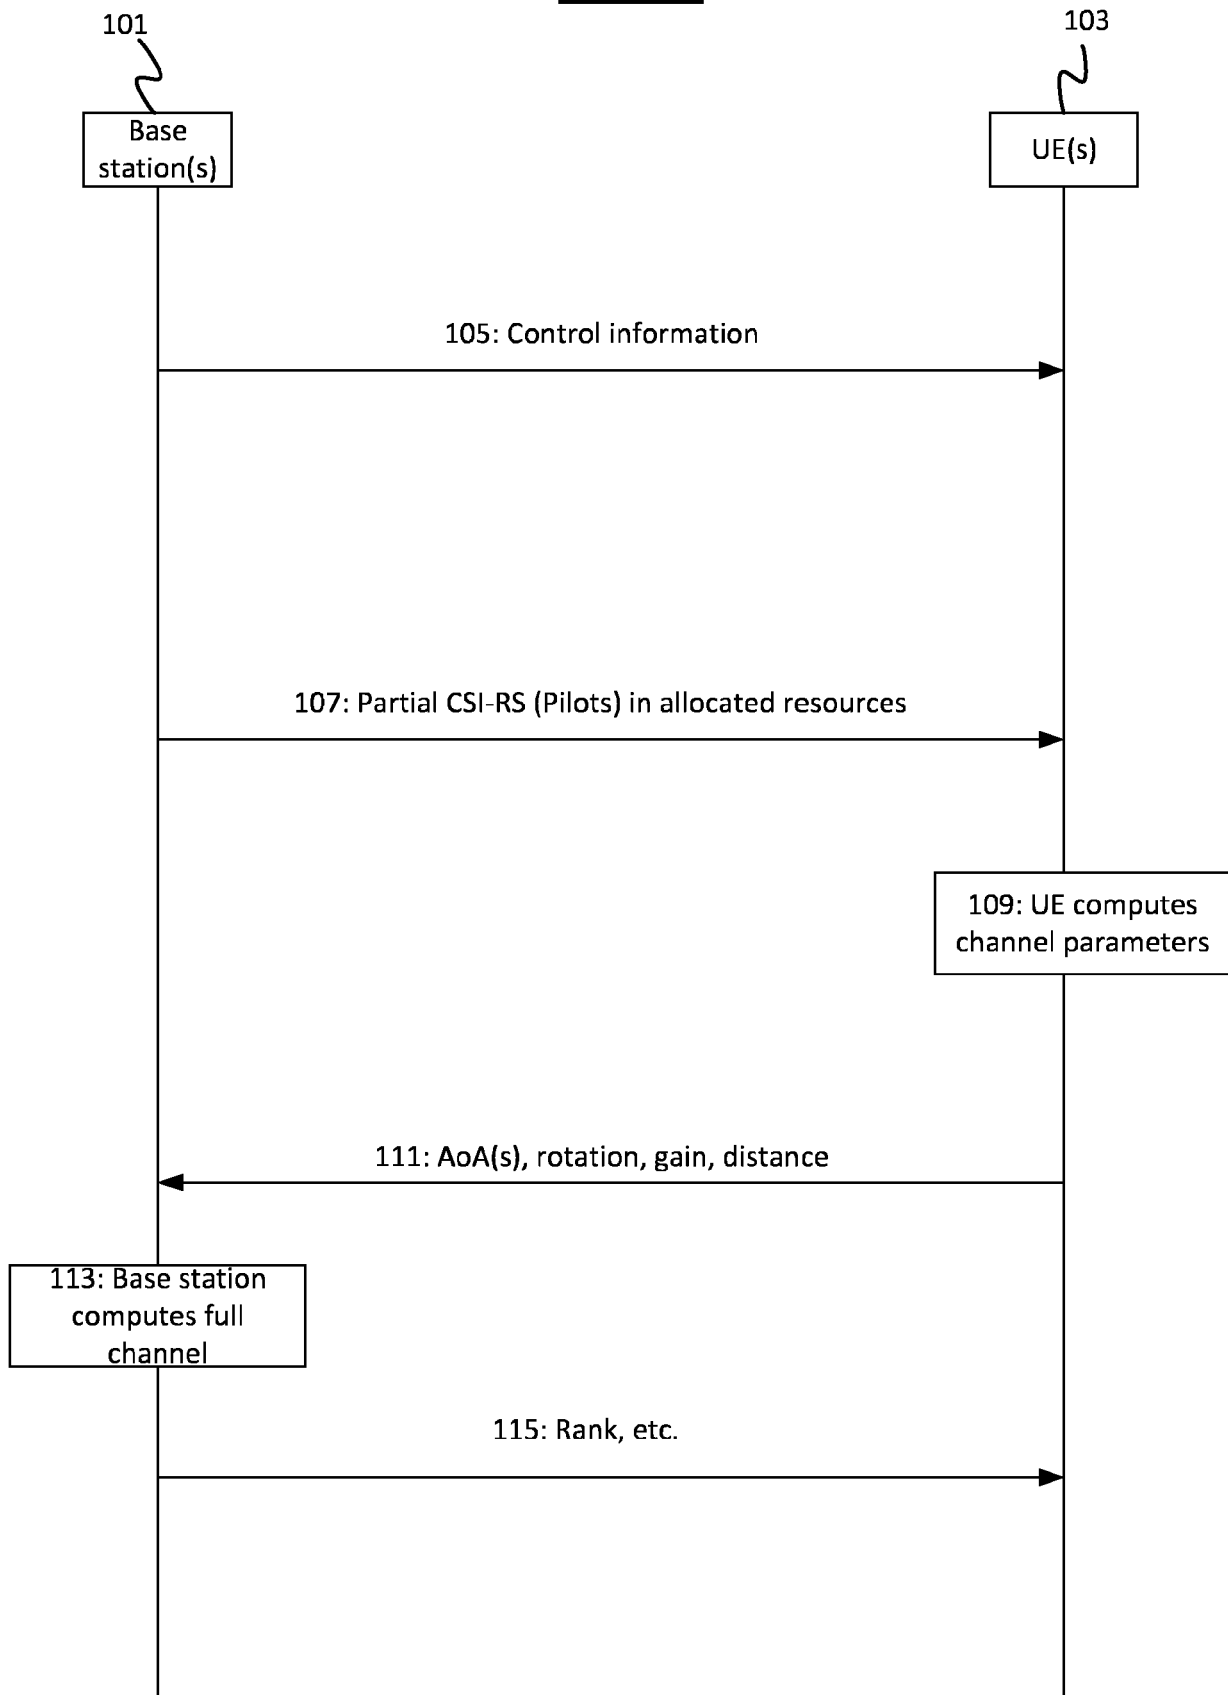 101
103
Base
station(s)
UE(s)
105: Control information
107: Partial CSI-RS (Pilots) in allocated resources
109: UE computes
channel parameters
111: AoA(s), rotation, gain, distance
113: Base station
computes full
channel
115: Rank, etc.